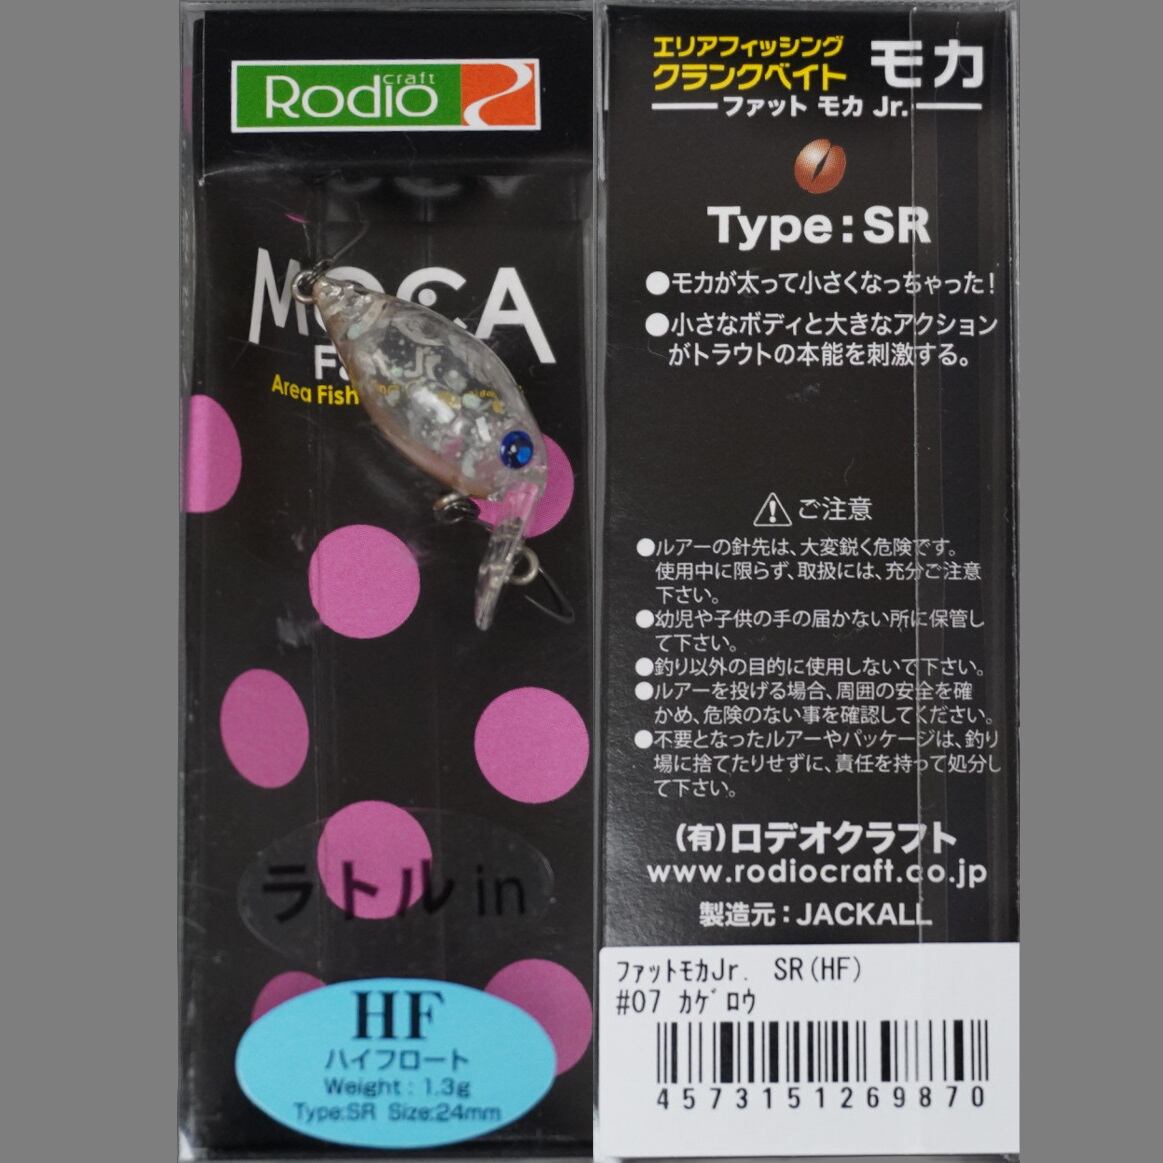 Rodio craft
MOCA
Jr.
Area Fish
ラトル in
HF
ハイフロート
Weight : 1.3g
Type:SR Size:24mm
エリアフィッシング
クランクベイト モカ
ファット モカ Jr.
Type:SR
●モカが太って小さくなっちゃった!
●小さなボディと大きなアクション
がトラウトの本能を刺激する。
ご注意
●ルアーの針先は、大変鋭く危険です。
使用中に限らず、取扱には、充分ご注意
下さい。
●幼児や子供の手の届かない所に保管し
て下さい。
●釣り以外の目的に使用しないで下さい。
●ルアーを投げる場合、周囲の安全を確
かめ、危険のない事を確認してください。
●不要となったルアーやパッケージは、釣り
場に捨てたりせずに、責任を持って処分し
て下さい。
(有)ロデオクラフト
www.rodiocraft.co.jp
製造元:JACKALL
ﾌｧｯﾄﾓｶJr. SR(HF)
#07 ｶｹﾞﾛｳ
4573151269870